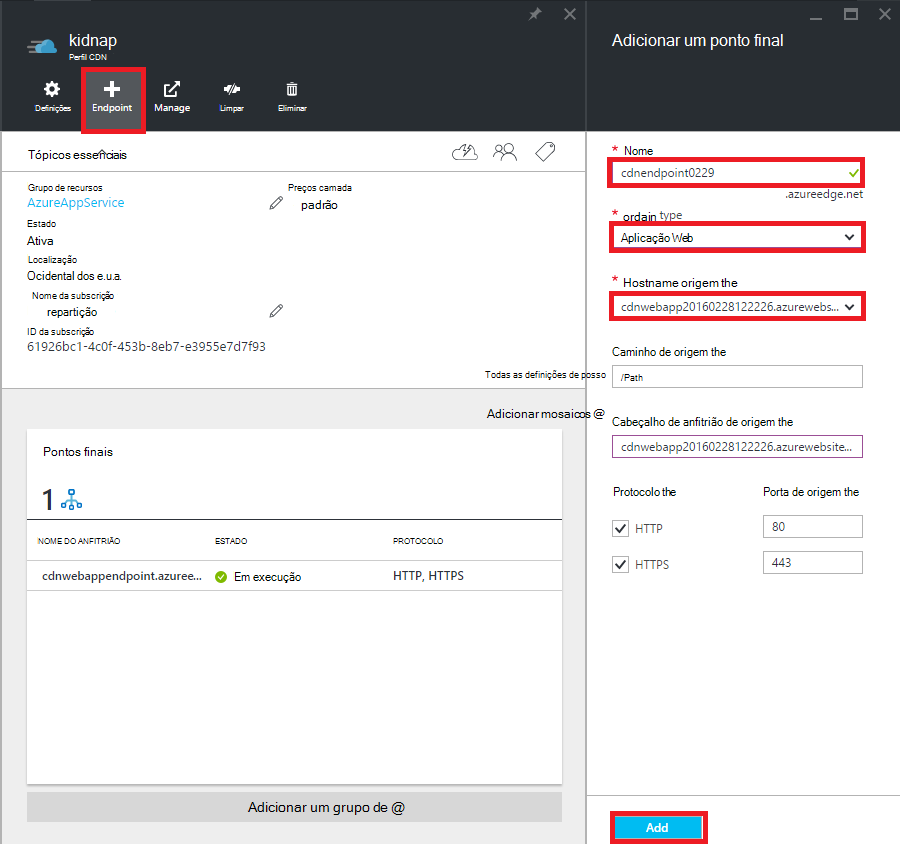 kidnap
Perfil CDN
Definições
Endpoint
Manage
Limpar
Eliminar
Tópicos essenciais
Grupo de recursos
AzureAppService
Preços camada
padrão
Estado
Ativa
Localização
Ocidental dos e.u.a.
Nome da subscrição
repartição
ID da subscrição
61926bc1-4c0f-453b-8eb7-e3955e7d7f93
Todas as definições de posso
Adicionar mosaicos @
Pontos finais
1
NOME DO ANFITRIÃO ESTADO PROTOCOLO
cdnwebappendpoint.azuree... Em execução HTTP, HTTPS
Adicionar um grupo de @
Adicionar um ponto final
* Nome
cdnendpoint0229
.azureedge.net
* ordain type
Aplicação Web
* Hostname origem the
cdnwebapp20160228122226.azurewebs...
Caminho de origem the
/Path
Cabeçalho de anfitrião de origem the
cdnwebapp20160228122226.azurewebsite...
Protocolo the Porta de origem the
HTTP 80
HTTPS 443
Add